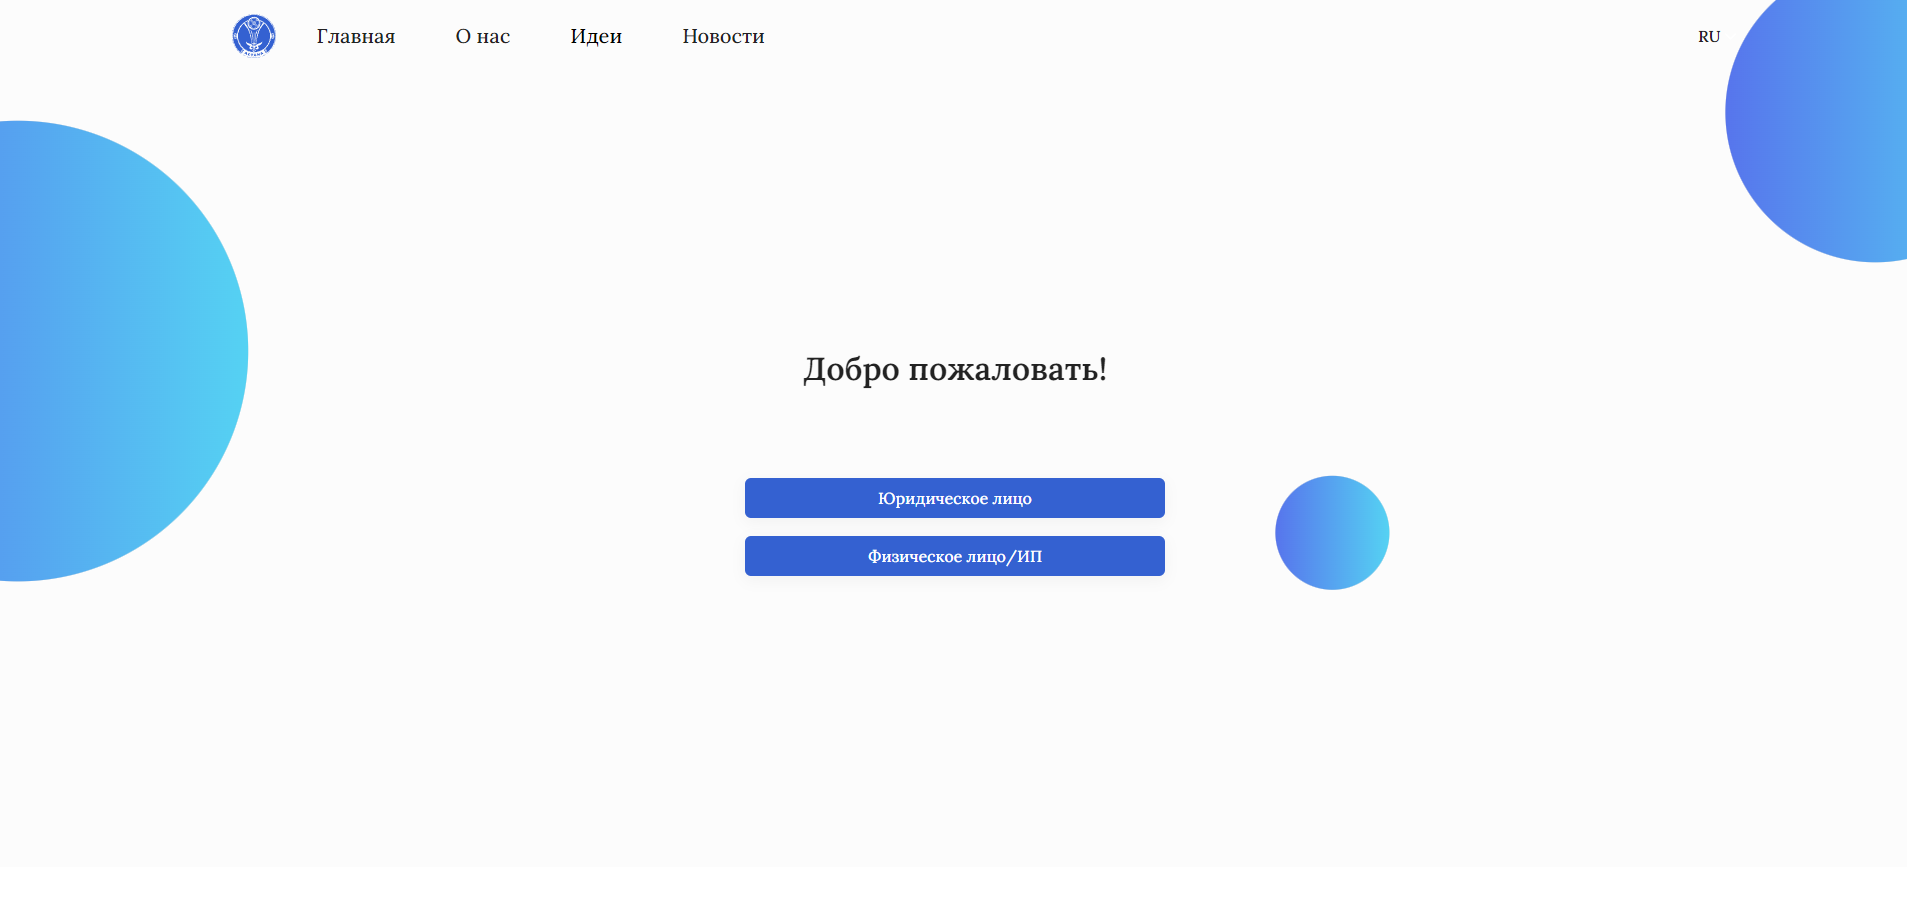 Главная
О нас
Идеи
Новости
RU
Добро пожаловать!
Юридическое лицо
Физическое лицо/ИП